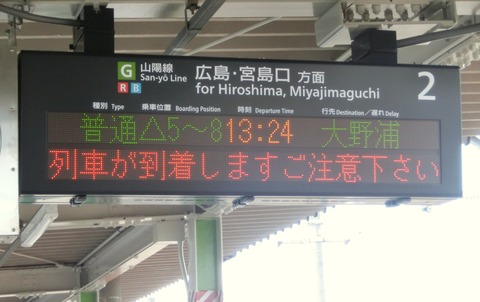 G 山陽線 広島・宮島口 方面 2
R B San-yō Line for Hiroshima, Miyajimaguchi
種別 Type 乗車位置 Boarding Position 時刻 Departure Time 行先 Destination／遅れ Delay
普通△5～8 13:24 大野浦
列車が到着しますご注意下さい